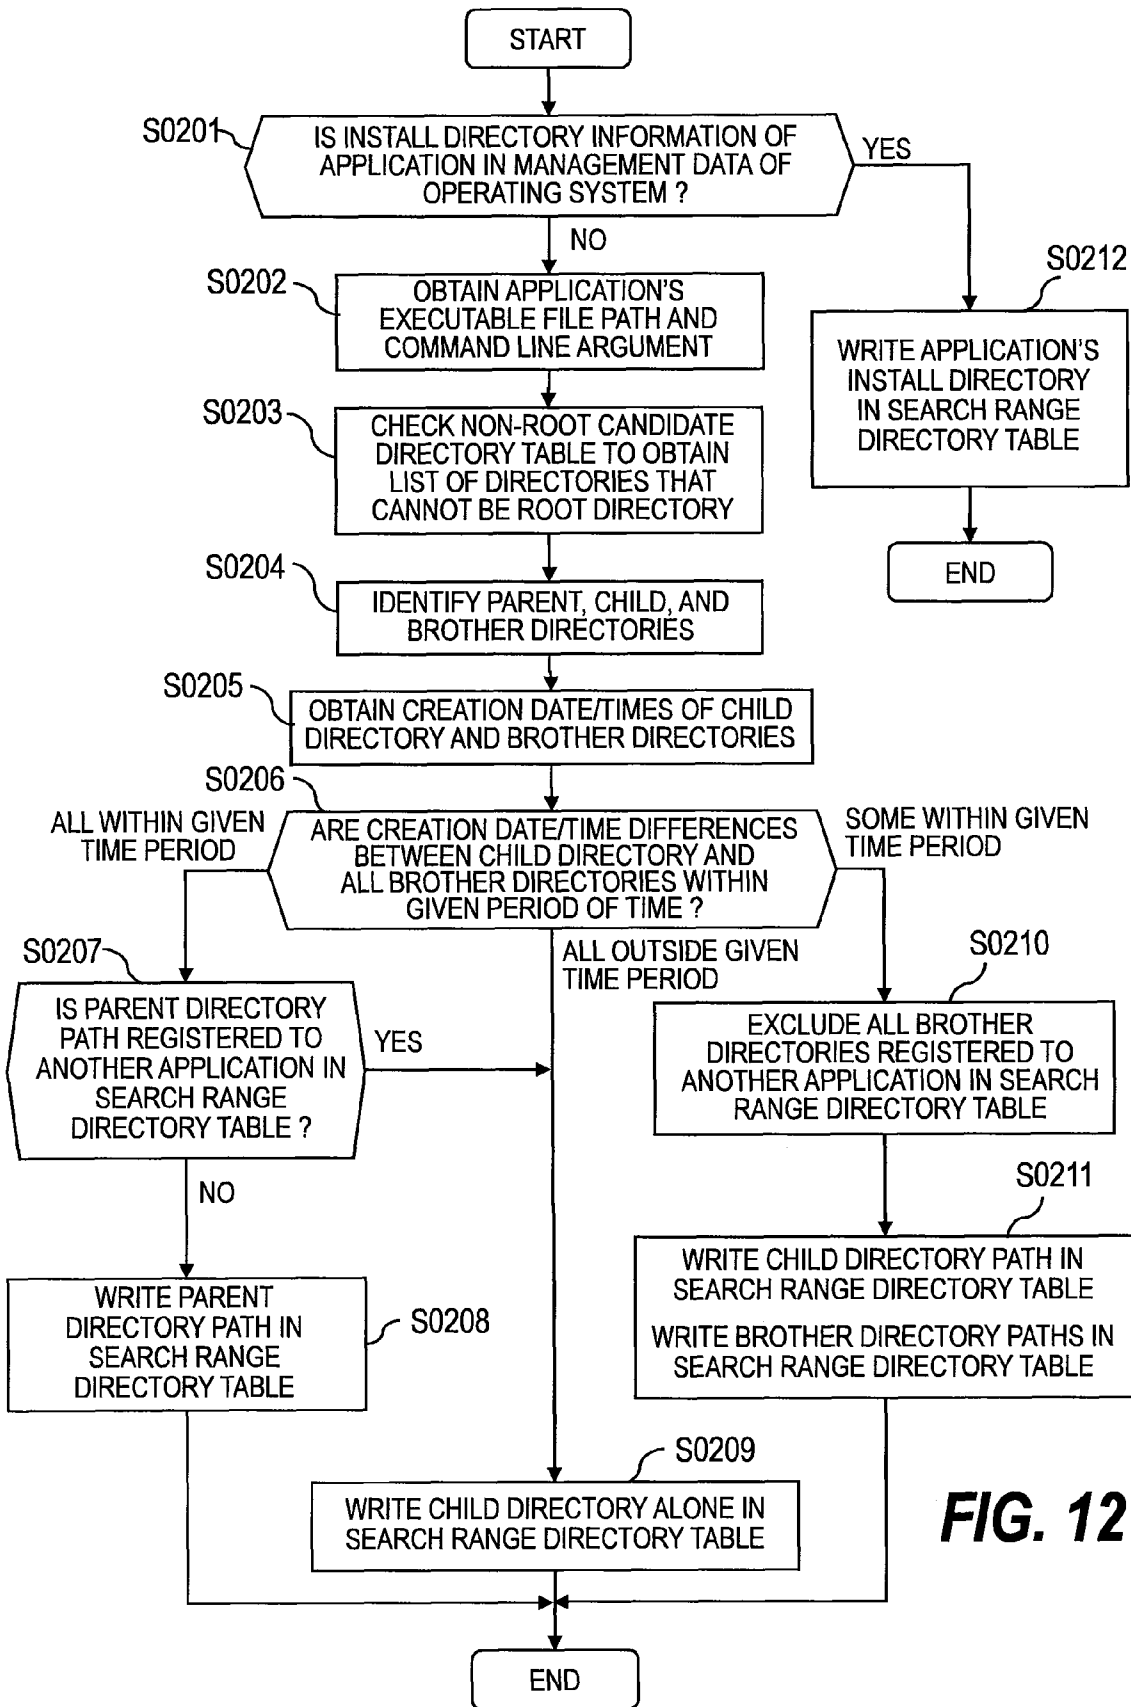 START
S0201
IS INSTALL DIRECTORY INFORMATION OF
APPLICATION IN MANAGEMENT DATA OF
OPERATING SYSTEM ?
YES
NO
S0212
WRITE APPLICATION'S
INSTALL DIRECTORY
IN SEARCH RANGE
DIRECTORY TABLE
END
S0202
OBTAIN APPLICATION'S
EXECUTABLE FILE PATH AND
COMMAND LINE ARGUMENT
S0203
CHECK NON-ROOT CANDIDATE
DIRECTORY TABLE TO OBTAIN
LIST OF DIRECTORIES THAT
CANNOT BE ROOT DIRECTORY
S0204
IDENTIFY PARENT, CHILD, AND
BROTHER DIRECTORIES
S0205
OBTAIN CREATION DATE/TIMES OF CHILD
DIRECTORY AND BROTHER DIRECTORIES
S0206
ARE CREATION DATE/TIME DIFFERENCES
BETWEEN CHILD DIRECTORY AND
ALL BROTHER DIRECTORIES WITHIN
GIVEN PERIOD OF TIME ?
ALL WITHIN GIVEN
TIME PERIOD
SOME WITHIN GIVEN
TIME PERIOD
ALL OUTSIDE GIVEN
TIME PERIOD
S0207
IS PARENT DIRECTORY
PATH REGISTERED TO
ANOTHER APPLICATION IN
SEARCH RANGE
DIRECTORY TABLE ?
YES
NO
S0210
EXCLUDE ALL BROTHER
DIRECTORIES REGISTERED TO
ANOTHER APPLICATION IN SEARCH
RANGE DIRECTORY TABLE
S0211
WRITE CHILD DIRECTORY PATH IN
SEARCH RANGE DIRECTORY TABLE
WRITE BROTHER DIRECTORY PATHS IN
SEARCH RANGE DIRECTORY TABLE
WRITE PARENT
DIRECTORY PATH IN
SEARCH RANGE
DIRECTORY TABLE
S0208
S0209
WRITE CHILD DIRECTORY ALONE IN
SEARCH RANGE DIRECTORY TABLE
END
FIG. 12